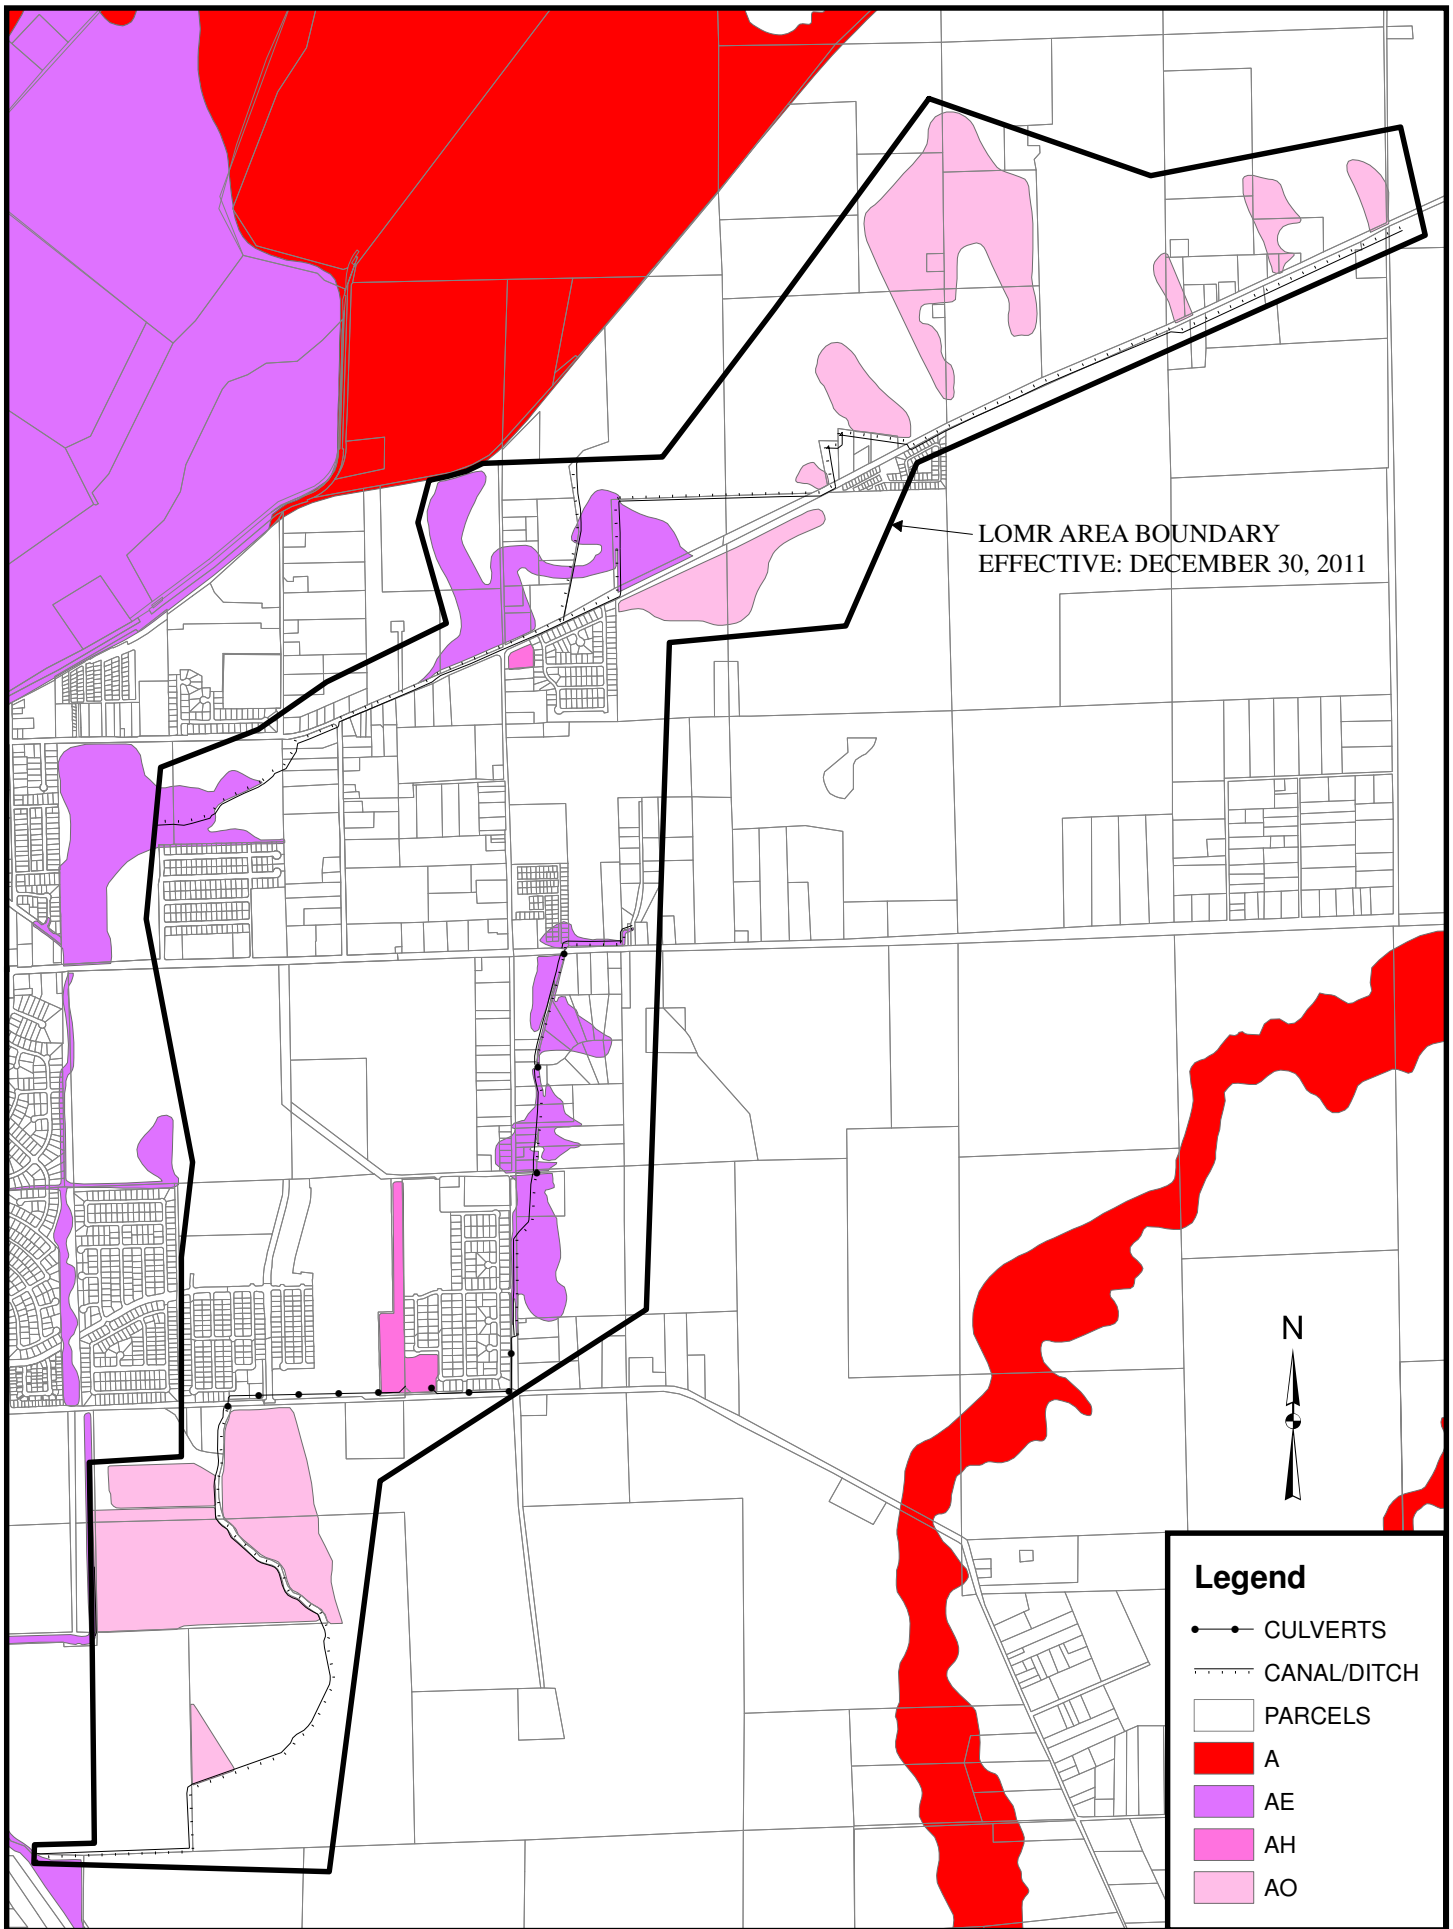 LOMR AREA BOUNDARY
EFFECTIVE: DECEMBER 30, 2011
N
Legend
CULVERTS
CANAL/DITCH
PARCELS
A
AE
AH
AO